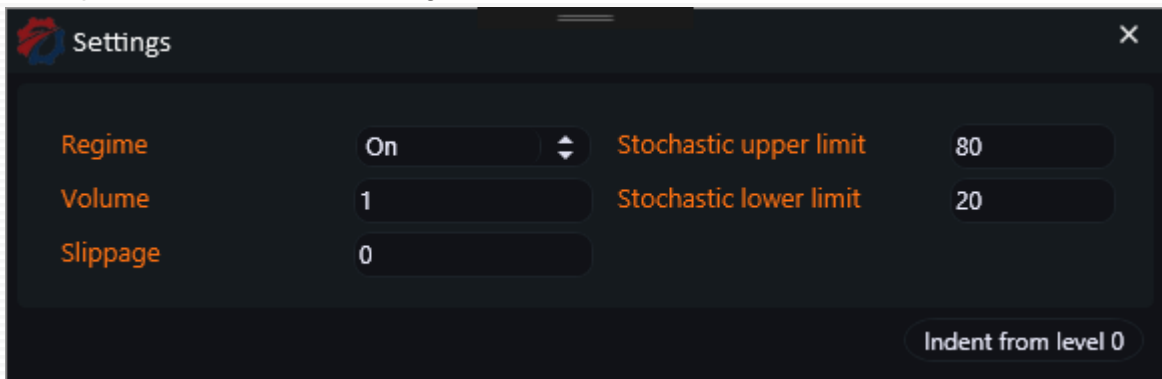 Settings
Regime On Stochastic upper limit 80
Volume 1 Stochastic lower limit 20
Slippage 0
Indent from level 0